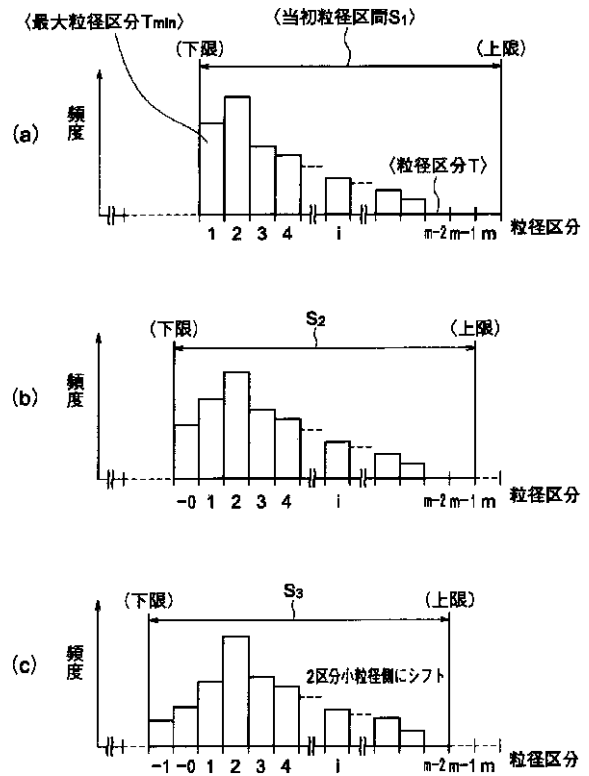 〈最大粒径区分Tmin〉
〈当初粒径区間S1〉
(下限)
(上限)
(a)
頻度
〈粒径区分T〉
1 2 3 4 i m-2 m-1 m 粒径区分
S2
(下限)
(上限)
(b)
頻度
-0 1 2 3 4 i m-2 m-1 m 粒径区分
S3
(下限)
(上限)
(c)
頻度
2区分小粒径側にシフト
-1 -0 1 2 3 4 i m-2 m-1 m 粒径区分